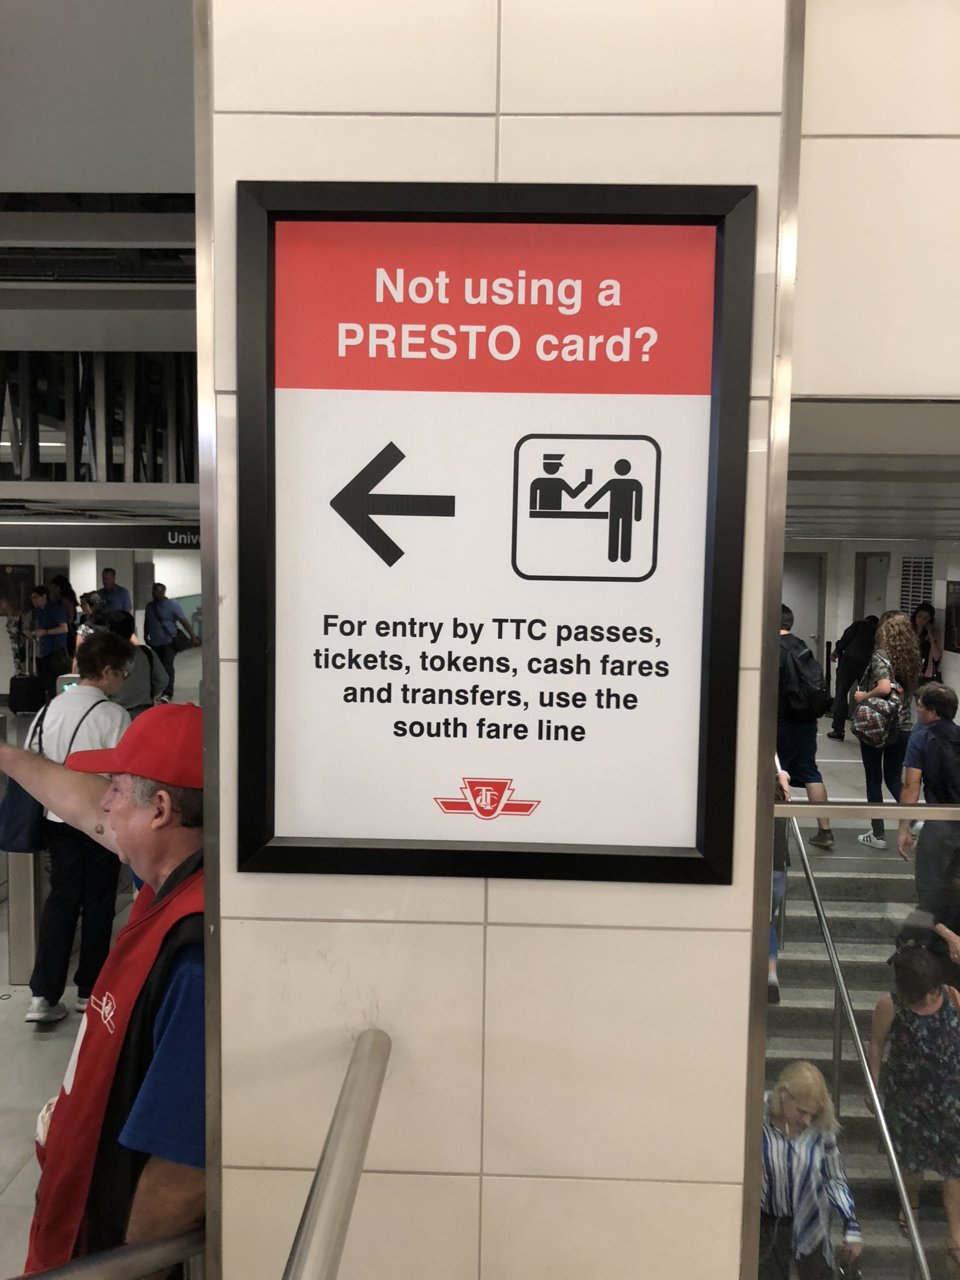 Not using a
PRESTO card?
For entry by TTC passes,
tickets, tokens, cash fares
and transfers, use the
south fare line
TTC